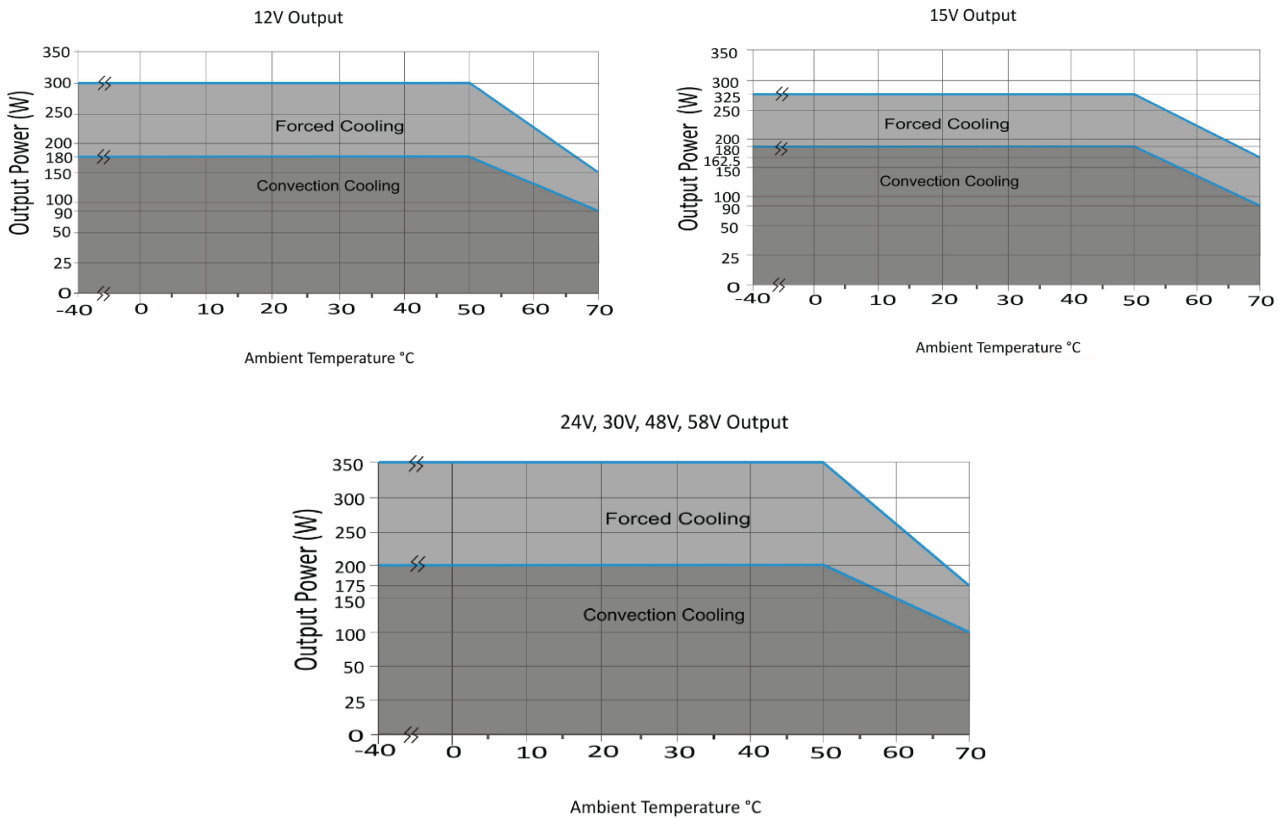 12V Output
Output Power (W)
350
300
250
200
180
150
100
90
50
25
0
Forced Cooling
Convection Cooling
-40 0 10 20 30 40 50 60 70
Ambient Temperature °C
15V Output
Output Power (W)
350
300
325
250
200
180
162.5
150
100
90
50
25
0
Forced Cooling
Convection Cooling
-40 0 10 20 30 40 50 60 70
Ambient Temperature °C
24V, 30V, 48V, 58V Output
Output Power (W)
350
300
250
200
175
150
100
50
25
0
Forced Cooling
Convection Cooling
-40 0 10 20 30 40 50 60 70
Ambient Temperature °C